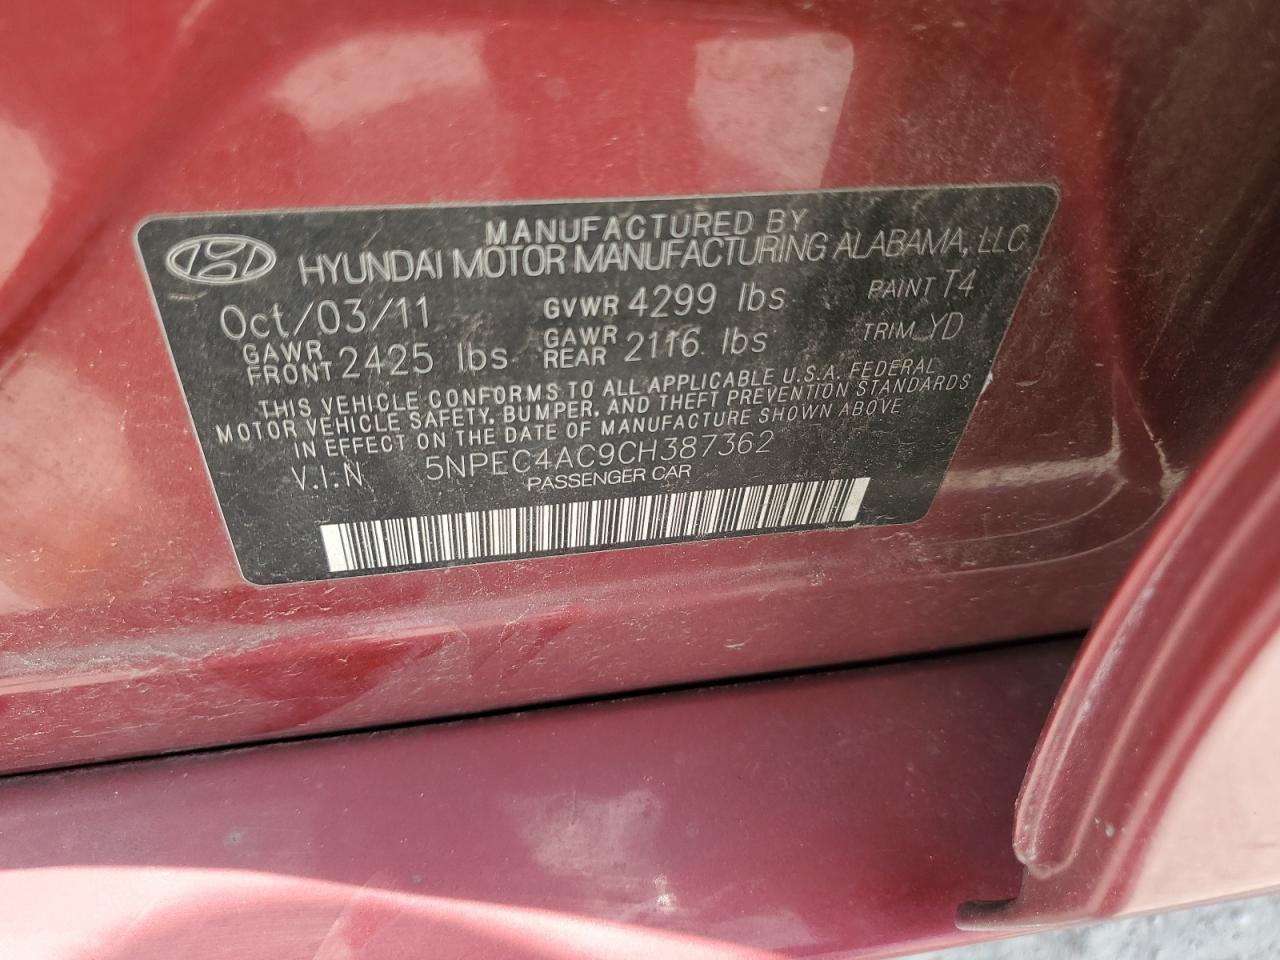 MANUFACTURED BY
HYUNDAI MOTOR MANUFACTURING ALABAMA, LLC
Oct/03/11 GVWR 4299 lbs PAINT T4
GAWR FRONT 2425 lbs GAWR REAR 2116 lbs TRIM YD
THIS VEHICLE CONFORMS TO ALL APPLICABLE U.S.A. FEDERAL
MOTOR VEHICLE SAFETY, BUMPER, AND THEFT PREVENTION STANDARDS
IN EFFECT ON THE DATE OF MANUFACTURE SHOWN ABOVE
V.I.N 5NPEC4AC9CH387362
PASSENGER CAR